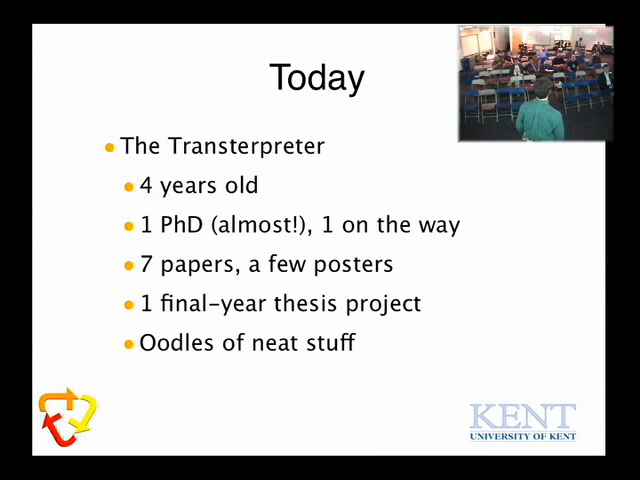 Today
The Transterpreter
4 years old
1 PhD (almost!), 1 on the way
7 papers, a few posters
1 final-year thesis project
Oodles of neat stuff
KENT
UNIVERSITY OF KENT